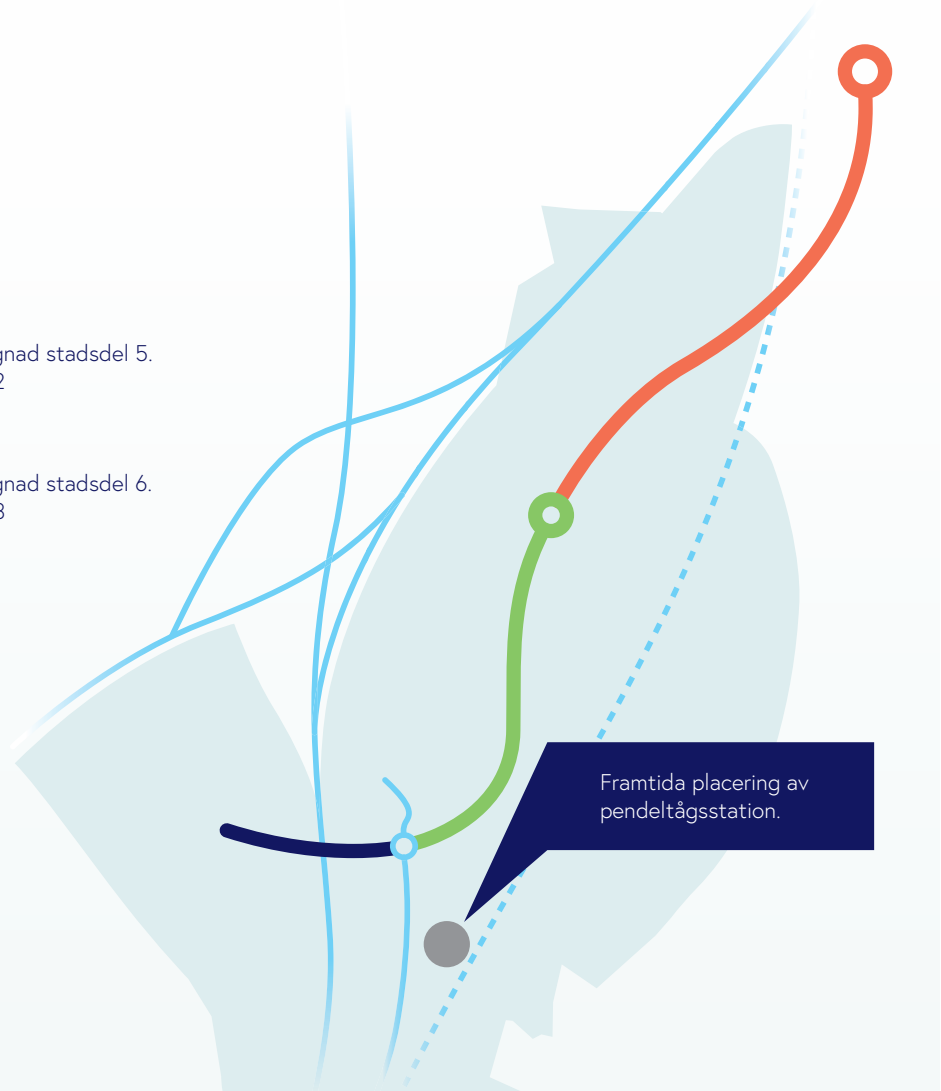 gnad stadsdel 5.
2
gnad stadsdel 6.
3
Framtida placering av
pendeltågsstation.